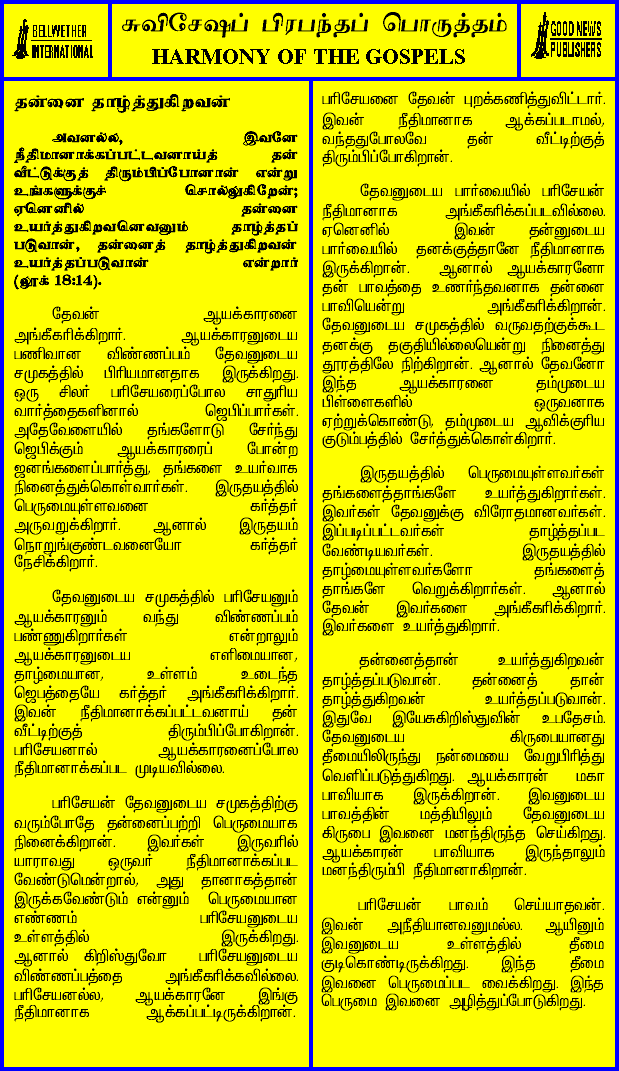 BELLWETHER
INTERNATIONAL
சுவிசேஷப் பிரபந்தப் பொருத்தம்
HARMONY OF THE GOSPELS
GOOD NEWS
PUBLISHERS
தன்னை தாழ்த்துகிறவன்
அவனல்ல, இவனே
நீதிமானாக்கப்பட்டவனாய்த் தன்
வீட்டுக்குத் திரும்பிப்போனான் என்று
உங்களுக்குச் சொல்லுகிறேன்;
ஏனெனில் தன்னை
உயர்த்துகிறவனெவனும் தாழ்த்தப்
படுவான், தன்னைத் தாழ்த்துகிறவன்
உயர்த்தப்படுவான் என்றார்
(லூக் 18:14).
தேவன் ஆயக்காரனை
அங்கீகரிக்கிறார். ஆயக்காரனுடைய
பணிவான விண்ணப்பம் தேவனுடைய
சமுகத்தில் பிரியமானதாக இருக்கிறது.
ஒரு சிலர் பரிசேயரைப்போல சாதுரிய
வார்த்தைகளினால் ஜெபிப்பார்கள்.
அதேவேளையில் தங்களோடு சேர்ந்து
ஜெபிக்கும் ஆயக்காரரைப் போன்ற
ஜனங்களைப்பார்த்து, தங்களை உயர்வாக
நினைத்துக்கொள்வார்கள். இருதயத்தில்
பெருமையுள்ளவனை கர்த்தர்
அருவறுக்கிறார். ஆனால் இருதயம்
நொறுங்குண்டவனையோ கர்த்தர்
நேசிக்கிறார்.
தேவனுடைய சமுகத்தில் பரிசேயனும்
ஆயக்காரனும் வந்து விண்ணப்பம்
பண்ணுகிறார்கள் என்றாலும்
ஆயக்காரனுடைய எளிமையான,
தாழ்மையான, உள்ளம் உடைந்த
ஜெபத்தையே கர்த்தர் அங்கீகரிக்கிறார்.
இவன் நீதிமானாக்கப்பட்டவனாய் தன்
வீட்டிற்குத் திரும்பிப்போகிறான்.
பரிசேயனால் ஆயக்காரனைப்போல
நீதிமானாக்கப்பட முடியவில்லை.
பரிசேயன் தேவனுடைய சமுகத்திற்கு
வரும்போதே தன்னைப்பற்றி பெருமையாக
நினைக்கிறான். இவர்கள் இருவரில்
யாராவது ஒருவர் நீதிமானாக்கப்பட
வேண்டுமென்றால், அது தானாகத்தான்
இருக்கவேண்டும் என்னும் பெருமையான
எண்ணம் பரிசேயனுடைய
உள்ளத்தில் இருக்கிறது.
ஆனால் கிறிஸ்துவோ பரிசேயனுடைய
விண்ணப்பத்தை அங்கீகரிக்கவில்லை.
பரிசேயனல்ல, ஆயக்காரனே இங்கு
நீதிமானாக ஆக்கப்பட்டிருக்கிறான்.
பரிசேயனை தேவன் புறக்கணித்துவிட்டார்.
இவன் நீதிமானாக ஆக்கப்படாமல்,
வந்ததுபோலவே தன் வீட்டிற்குத்
திரும்பிப்போகிறான்.
தேவனுடைய பார்வையில் பரிசேயன்
நீதிமானாக அங்கீகரிக்கப்படவில்லை.
ஏனெனில் இவன் தன்னுடைய
பார்வையில் தனக்குத்தானே நீதிமானாக
இருக்கிறான். ஆனால் ஆயக்காரனோ
தன் பாவத்தை உணர்ந்தவனாக தன்னை
பாவியென்று அங்கீகரிக்கிறான்.
தேவனுடைய சமுகத்தில் வருவதற்குக்கூட
தனக்கு தகுதியில்லையென்று நினைத்து
தூரத்திலே நிற்கிறான். ஆனால் தேவனோ
இந்த ஆயக்காரனை தம்முடைய
பிள்ளைகளில் ஒருவனாக
ஏற்றுக்கொண்டு, தம்முடைய ஆவிக்குரிய
குடும்பத்தில் சேர்த்துக்கொள்கிறார்.
இருதயத்தில் பெருமையுள்ளவர்கள்
தங்களைத்தாங்களே உயர்த்துகிறார்கள்.
இவர்கள் தேவனுக்கு விரோதமானவர்கள்.
இப்படிப்பட்டவர்கள் தாழ்த்தப்பட
வேண்டியவர்கள். இருதயத்தில்
தாழ்மையுள்ளவர்களோ தங்களைத்
தாங்களே வெறுக்கிறார்கள். ஆனால்
தேவன் இவர்களை அங்கீகரிக்கிறார்.
இவர்களை உயர்த்துகிறார்.
தன்னைத்தான் உயர்த்துகிறவன்
தாழ்த்தப்படுவான். தன்னைத் தான்
தாழ்த்துகிறவன் உயர்த்தப்படுவான்.
இதுவே இயேசுகிறிஸ்துவின் உபதேசம்.
தேவனுடைய கிருபையானது
தீமையிலிருந்து நன்மையை வேறுபிரித்து
வெளிப்படுத்துகிறது. ஆயக்காரன் மகா
பாவியாக இருக்கிறான். இவனுடைய
பாவத்தின் மத்தியிலும் தேவனுடைய
கிருபை இவனை மனந்திருந்த செய்கிறது.
ஆயக்காரன் பாவியாக இருந்தாலும்
மனந்திரும்பி நீதிமானாகிறான்.
பரிசேயன் பாவம் செய்யாதவன்.
இவன் அநீதியானவனுமல்ல. ஆயினும்
இவனுடைய உள்ளத்தில் தீமை
குடிகொண்டிருக்கிறது. இந்த தீமை
இவனை பெருமைப்பட வைக்கிறது. இந்த
பெருமை இவனை அழித்துப்போடுகிறது.